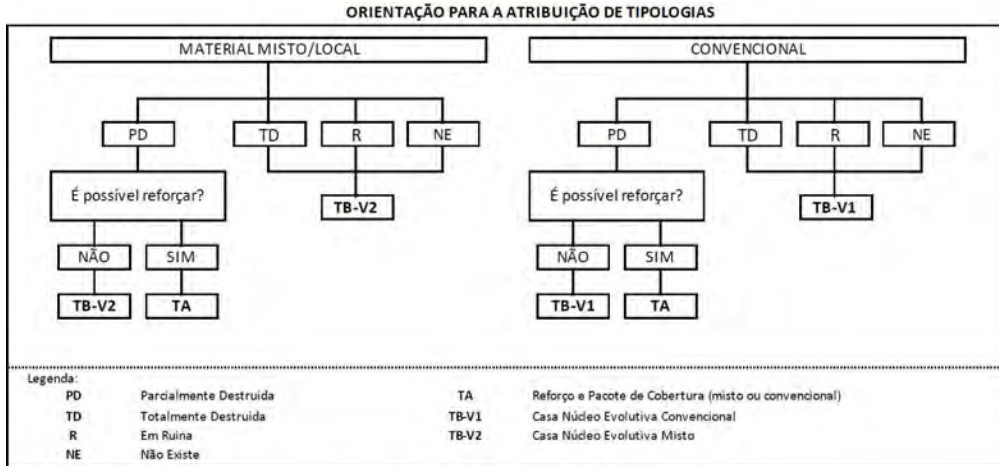 ORIENTAÇÃO PARA A ATRIBUIÇÃO DE TIPOLOGIAS
MATERIAL MISTO/LOCAL CONVENCIONAL
PD TD R NE PD TD R NE
É possível reforçar? TB-V2 É possível reforçar? TB-V1
NÃO SIM NÃO SIM
TB-V2 TA TB-V1 TA
Legenda:
PD Parcialmente Destruida TA Reforço e Pacote de Cobertura (misto ou convencional)
TD Totalmente Destruida TB-V1 Casa Núcleo Evolutiva Convencional
R Em Ruina TB-V2 Casa Núcleo Evolutiva Misto
NE Não Existe